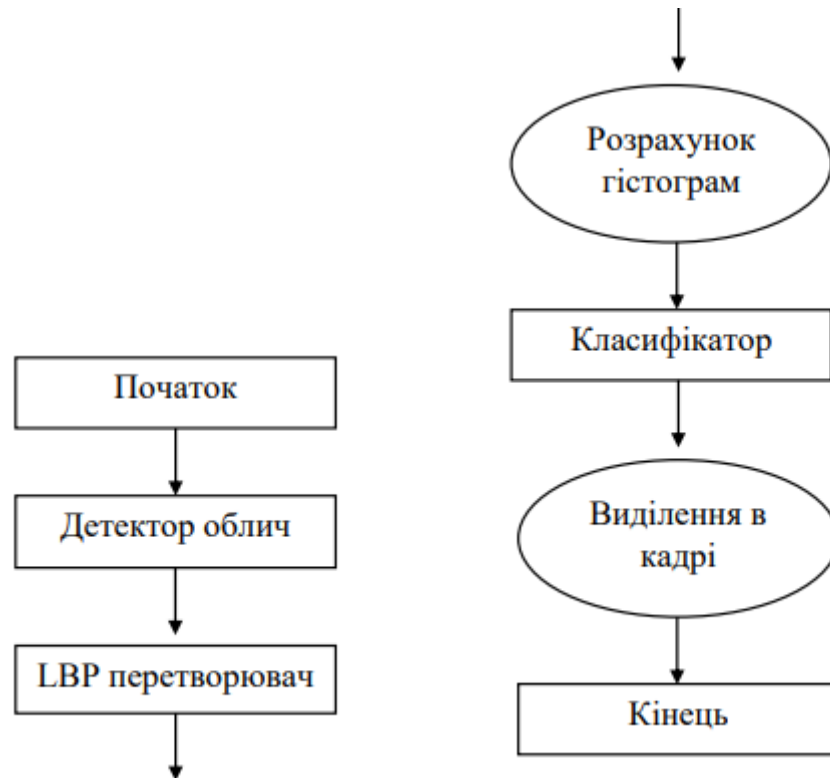 Початок
Детектор облич
LBP перетворювач
Розрахунок
гістограм
Класифікатор
Виділення в
кадрі
Кінець